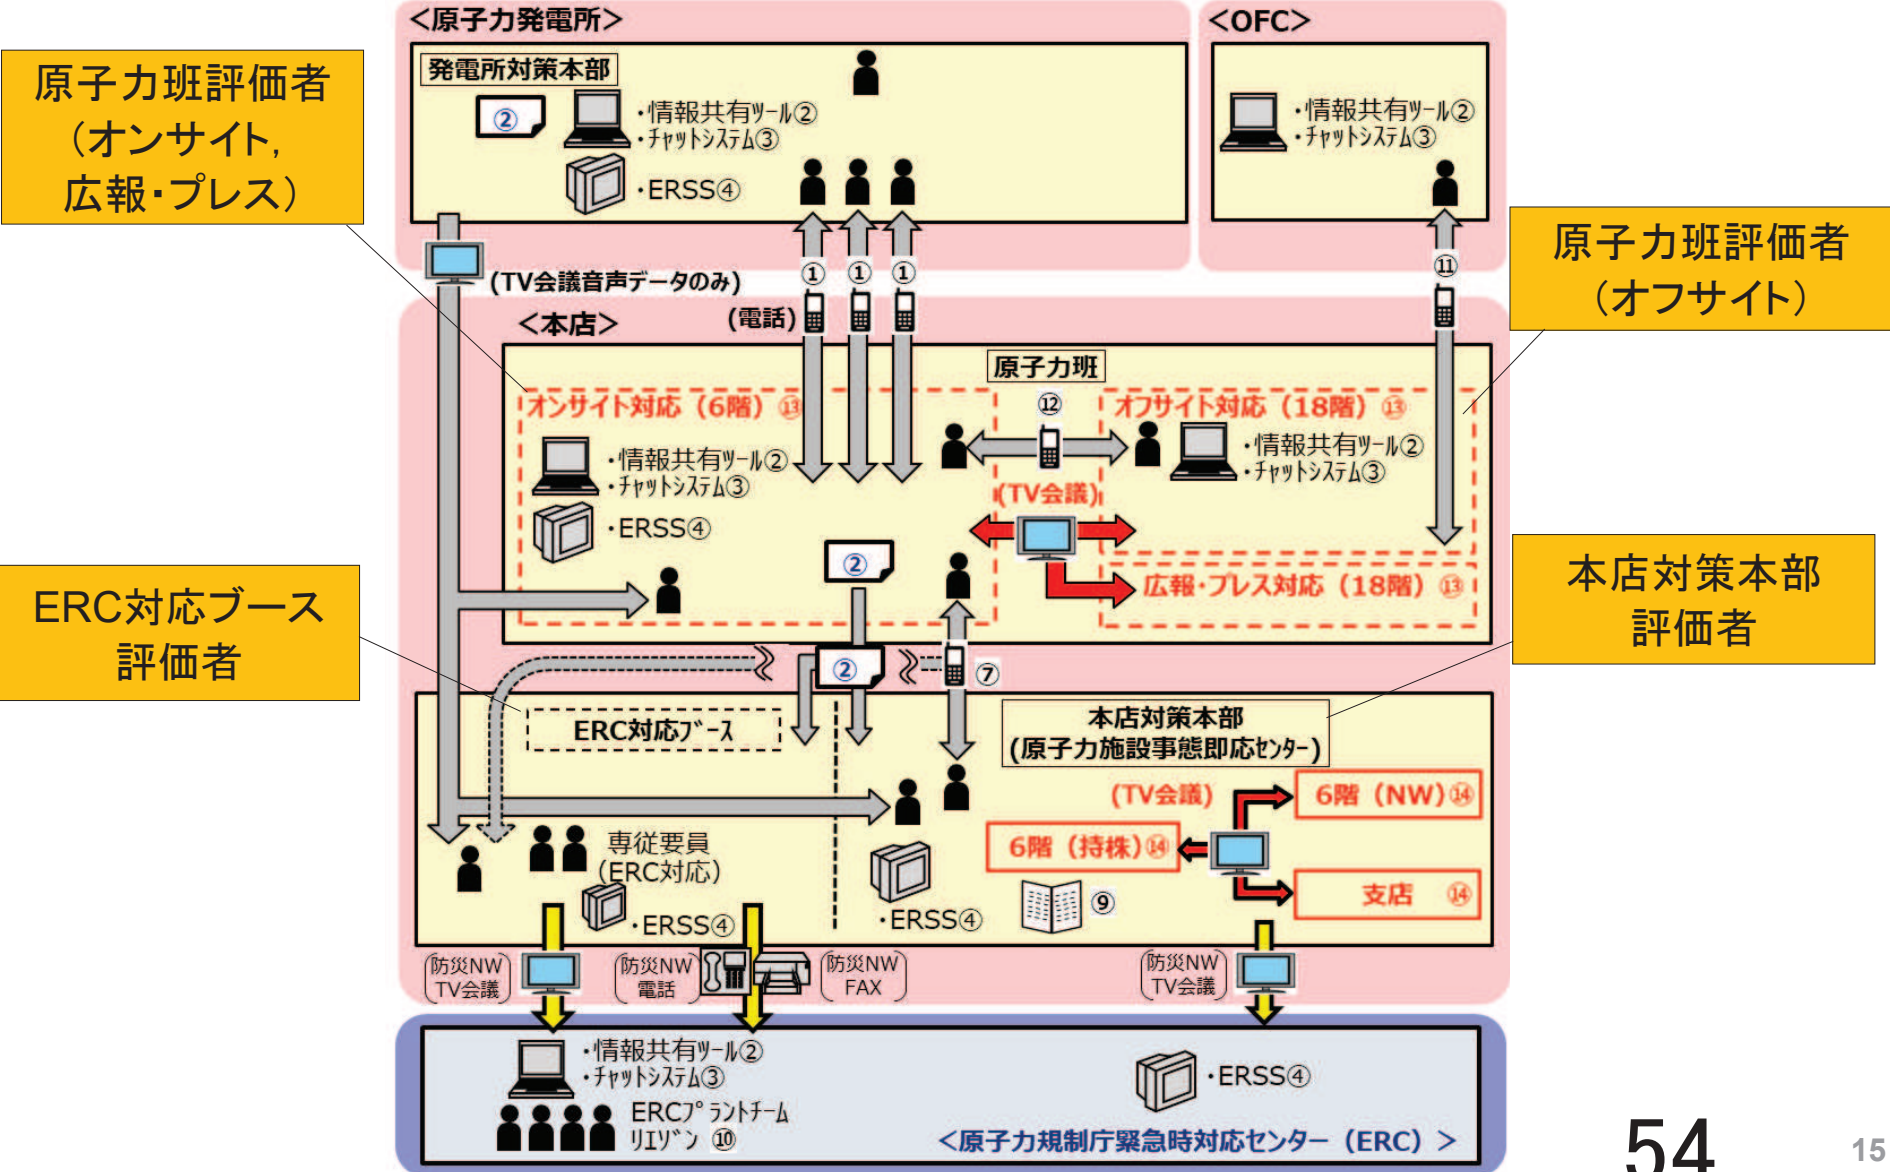 ＜原子力発電所＞
＜OFC＞
原子力班評価者
（オンサイト,
広報・プレス）
発電所対策本部
②
・情報共有ﾂｰﾙ②
・ﾁｬｯﾄｼｽﾃﾑ③
・ERSS④
・情報共有ﾂｰﾙ②
・ﾁｬｯﾄｼｽﾃﾑ③
原子力班評価者
（オフサイト）
① ① ①
⑪
(TV会議音声データのみ)
＜本店＞
(電話)
原子力班
オンサイト対応（6階）⑬
⑫
オフサイト対応（18階）⑬
・情報共有ﾂｰﾙ②
・ﾁｬｯﾄｼｽﾃﾑ③
・ERSS④
・情報共有ﾂｰﾙ②
・ﾁｬｯﾄｼｽﾃﾑ③
(TV会議)
②
広報・プレス対応（18階）⑬
ERC対応ブース
評価者
本店対策本部
評価者
②
⑦
ERC対応ﾌﾞｰｽ
本店対策本部
(原子力施設事態即応ｾﾝﾀｰ)
(TV会議)
6階（NW）⑭
6階（持株）⑭
支店 ⑭
専従要員
(ERC対応)
・ERSS④
・ERSS④
⑨
防災NW
TV会議
防災NW
電話
防災NW
FAX
防災NW
TV会議
・情報共有ﾂｰﾙ②
・ﾁｬｯﾄｼｽﾃﾑ③
・ERSS④
ERCﾌﾟﾗﾝﾄﾁｰﾑ
ﾘｴｿﾞﾝ ⑩
＜原子力規制庁緊急時対応センター（ERC）＞
54
15